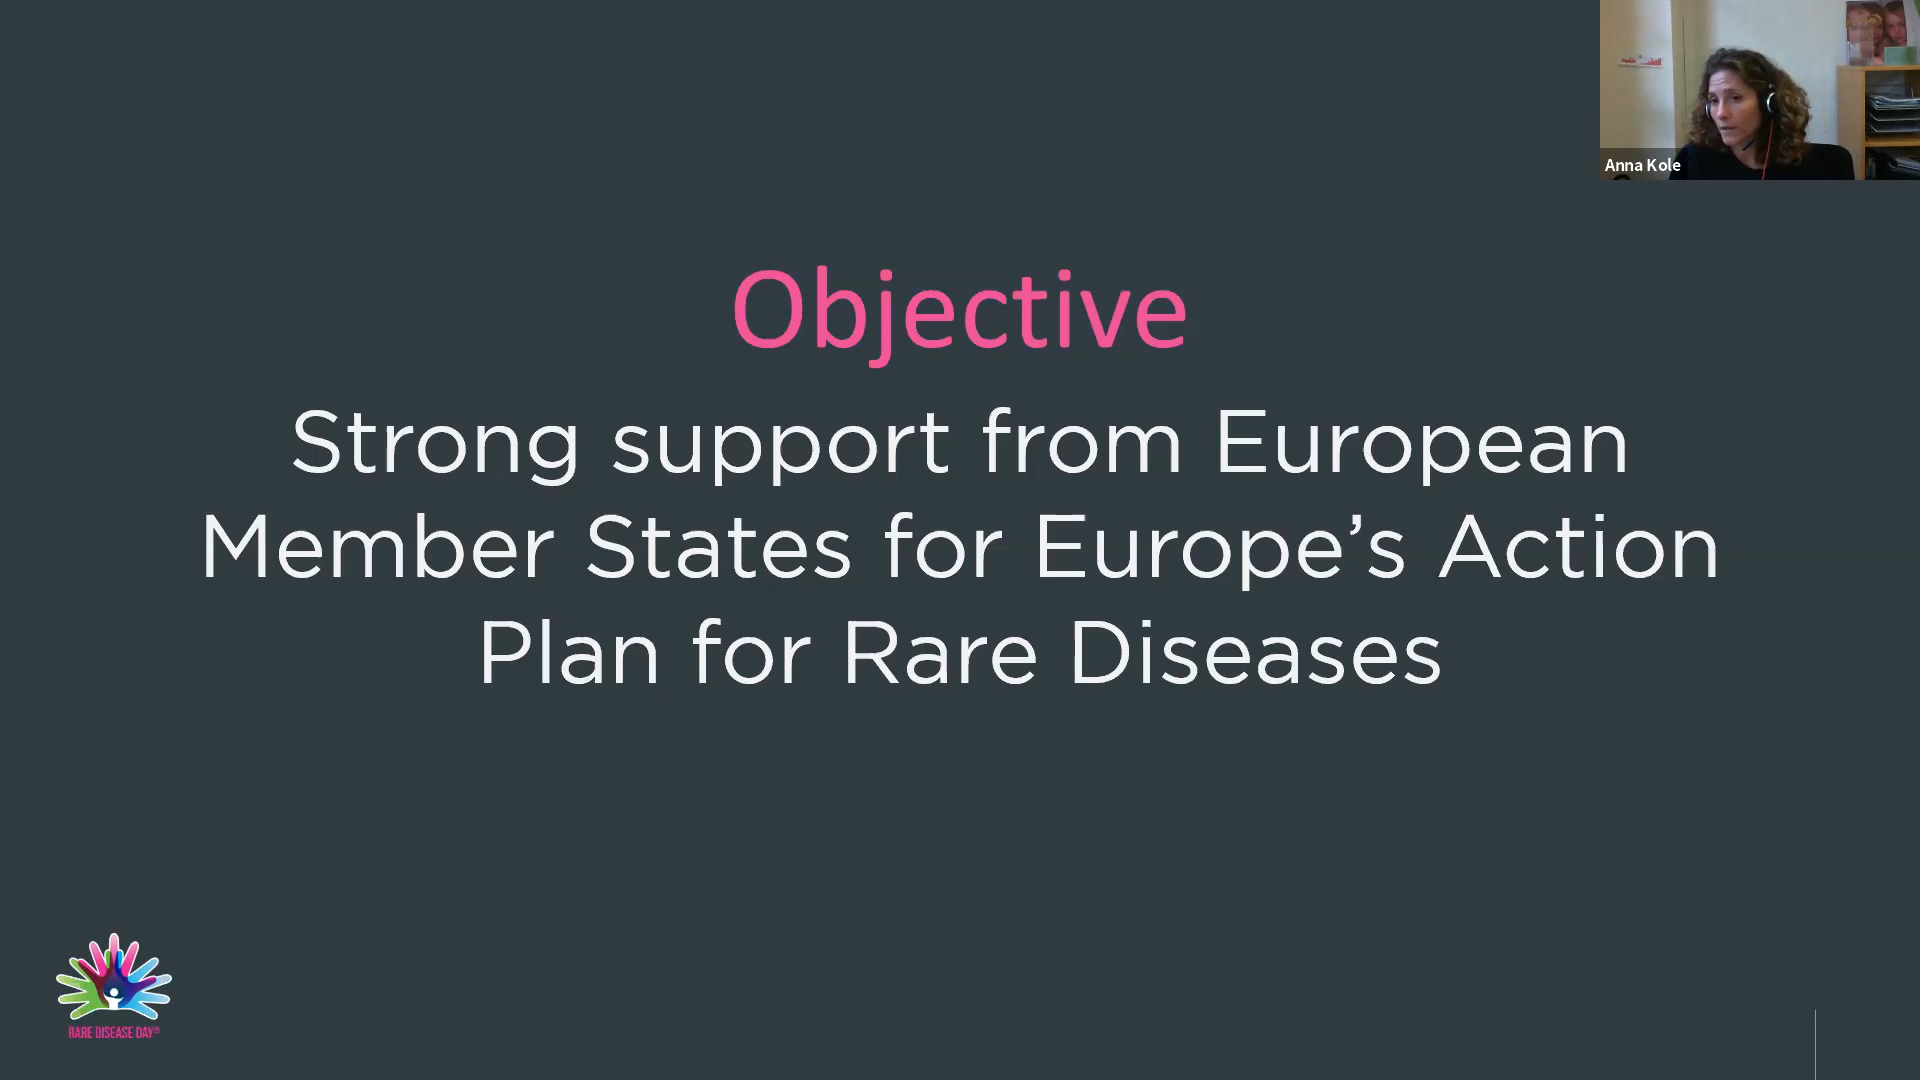 Anna Kole
Objective
Strong support from European
Member States for Europe’s Action
Plan for Rare Diseases
RARE DISEASE DAY®